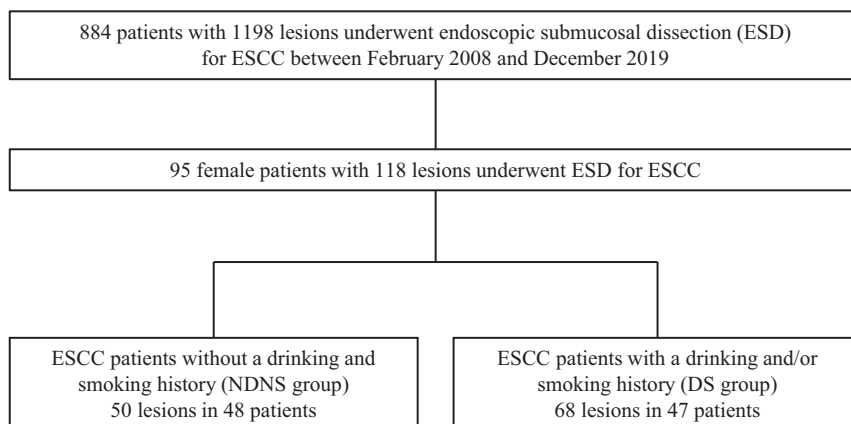 884 patients with 1198 lesions underwent endoscopic submucosal dissection (ESD)
for ESCC between February 2008 and December 2019
95 female patients with 118 lesions underwent ESD for ESCC
ESCC patients without a drinking and
smoking history (NDNS group)
50 lesions in 48 patients
ESCC patients with a drinking and/or
smoking history (DS group)
68 lesions in 47 patients